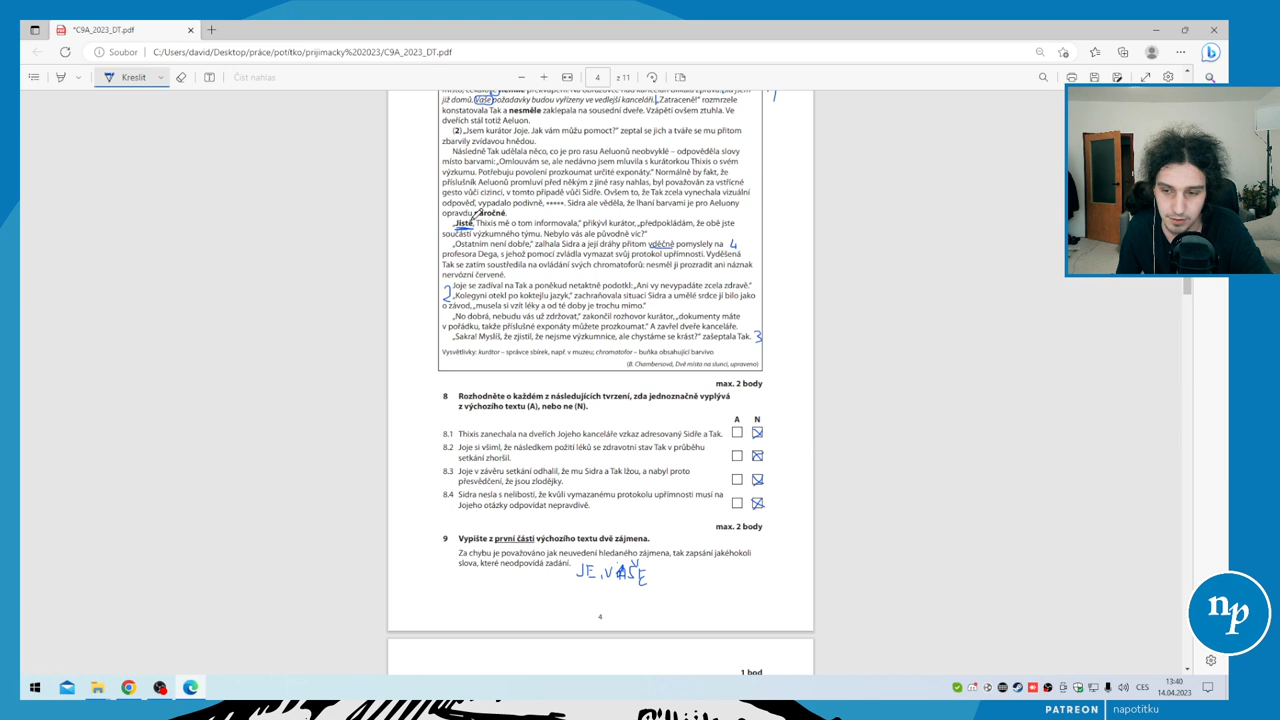 *C9A_2023_DT.pdf
Soubor
C:/Users/david/Desktop/práce/potítko/prijimacky%202023/C9A_2023_DT.pdf
Kreslit
Číst nahlas
4
z 11
již domů. Vaše požadavky budou vyřízeny ve vedlejší kanceláři. „Zatraceně!“ rozmrzele
konstatovala Tak a nesměle zaklepala na sousední dveře. Vzápětí ovšem ztuhla. Ve
dveřích stál totiž Aeluon.
(2) „Jsem kurátor Joje. Jak vám můžu pomoct?“ zeptal se jich a tváře se mu přitom
zbarvily zvídavou hnědou.
Následně Tak udělala něco, co je pro rasu Aeluonů neobvyklé – odpověděla slovy
místo barvami: „Omlouvám se, ale nedávno jsem mluvila s kurátorkou Thixis o svém
výzkumu. Potřebuju povolení prozkoumat určité exponáty.“ Normálně by fakt, že
příslušník Aeluonů promluví před někým z jiné rasy nahlas, byl považován za vstřícné
gesto vůči cizinci, v tomto případě vůči Sidře. Ovšem to, že Tak zcela vynechala vizuální
odpověď, vypadalo podivně, *****. Sidra ale věděla, že lhaní barvami je pro Aeluony
opravdu náročné.
„Jistě, Thixis mě o tom informovala,“ přikývl kurátor, „předpokládám, že obě jste
součástí výzkumného týmu. Nebylo vás ale původně víc?“
„Ostatním není dobře,“ zalhala Sidra a její dráhy přitom vděčně pomyslely na 4
profesora Dega, s jehož pomocí zvládla vymazat svůj protokol upřímnosti. Vyděšená
Tak se zatím soustředila na ovládání svých chromatoforů: nesměl ji prozradit ani náznak
nervózní červené.
Joje se zadíval na Tak a poněkud netaktně podotkl: „Ani vy nevypadáte zcela zdravě.“
2 „Kolegyni otekl po koktejlu jazyk,“ zachraňovala situaci Sidra a umělé srdce jí bilo jako
o závod, „musela si vzít léky a od té doby je trochu mimo.“
„No dobrá, nebudu vás už zdržovat,“ zakončil rozhovor kurátor, „dokumenty máte
v pořádku, takže příslušné exponáty můžete prozkoumat.“ A zavřel dveře kanceláře.
„Sakra! Myslíš, že zjistil, že nejsme výzkumnice, ale chystáme se krást?“ zašeptala Tak. 3
Vysvětlivky: kurátor – správce sbírek, např. v muzeu; chromatofor – buňka obsahující barvivo
(B. Chambersová, Dvě místa na slunci, upraveno)
max. 2 body
8 Rozhodněte o každém z následujících tvrzení, zda jednoznačně vyplývá
z výchozího textu (A), nebo ne (N).
A N
8.1 Thixis zanechala na dveřích Jojeho kanceláře vzkaz adresovaný Sidře a Tak.
8.2 Joje si všiml, že následkem požití léků se zdravotní stav Tak v průběhu
setkání zhoršil.
8.3 Joje v závěru setkání odhalil, že mu Sidra a Tak lžou, a nabyl proto
přesvědčení, že jsou zlodějky.
8.4 Sidra nesla s nelibostí, že kvůli vymazanému protokolu upřímnosti musí na
Jojeho otázky odpovídat nepravdivě.
max. 2 body
9 Vypište z první části výchozího textu dvě zájmena.
Za chybu je považováno jak neuvedení hledaného zájmena, tak zapsání jakéhokoli
slova, které neodpovídá zadání.
JE, VAŠE
4
1 bod
np
CES
13:40
14.04.2023
PATREON napotitku